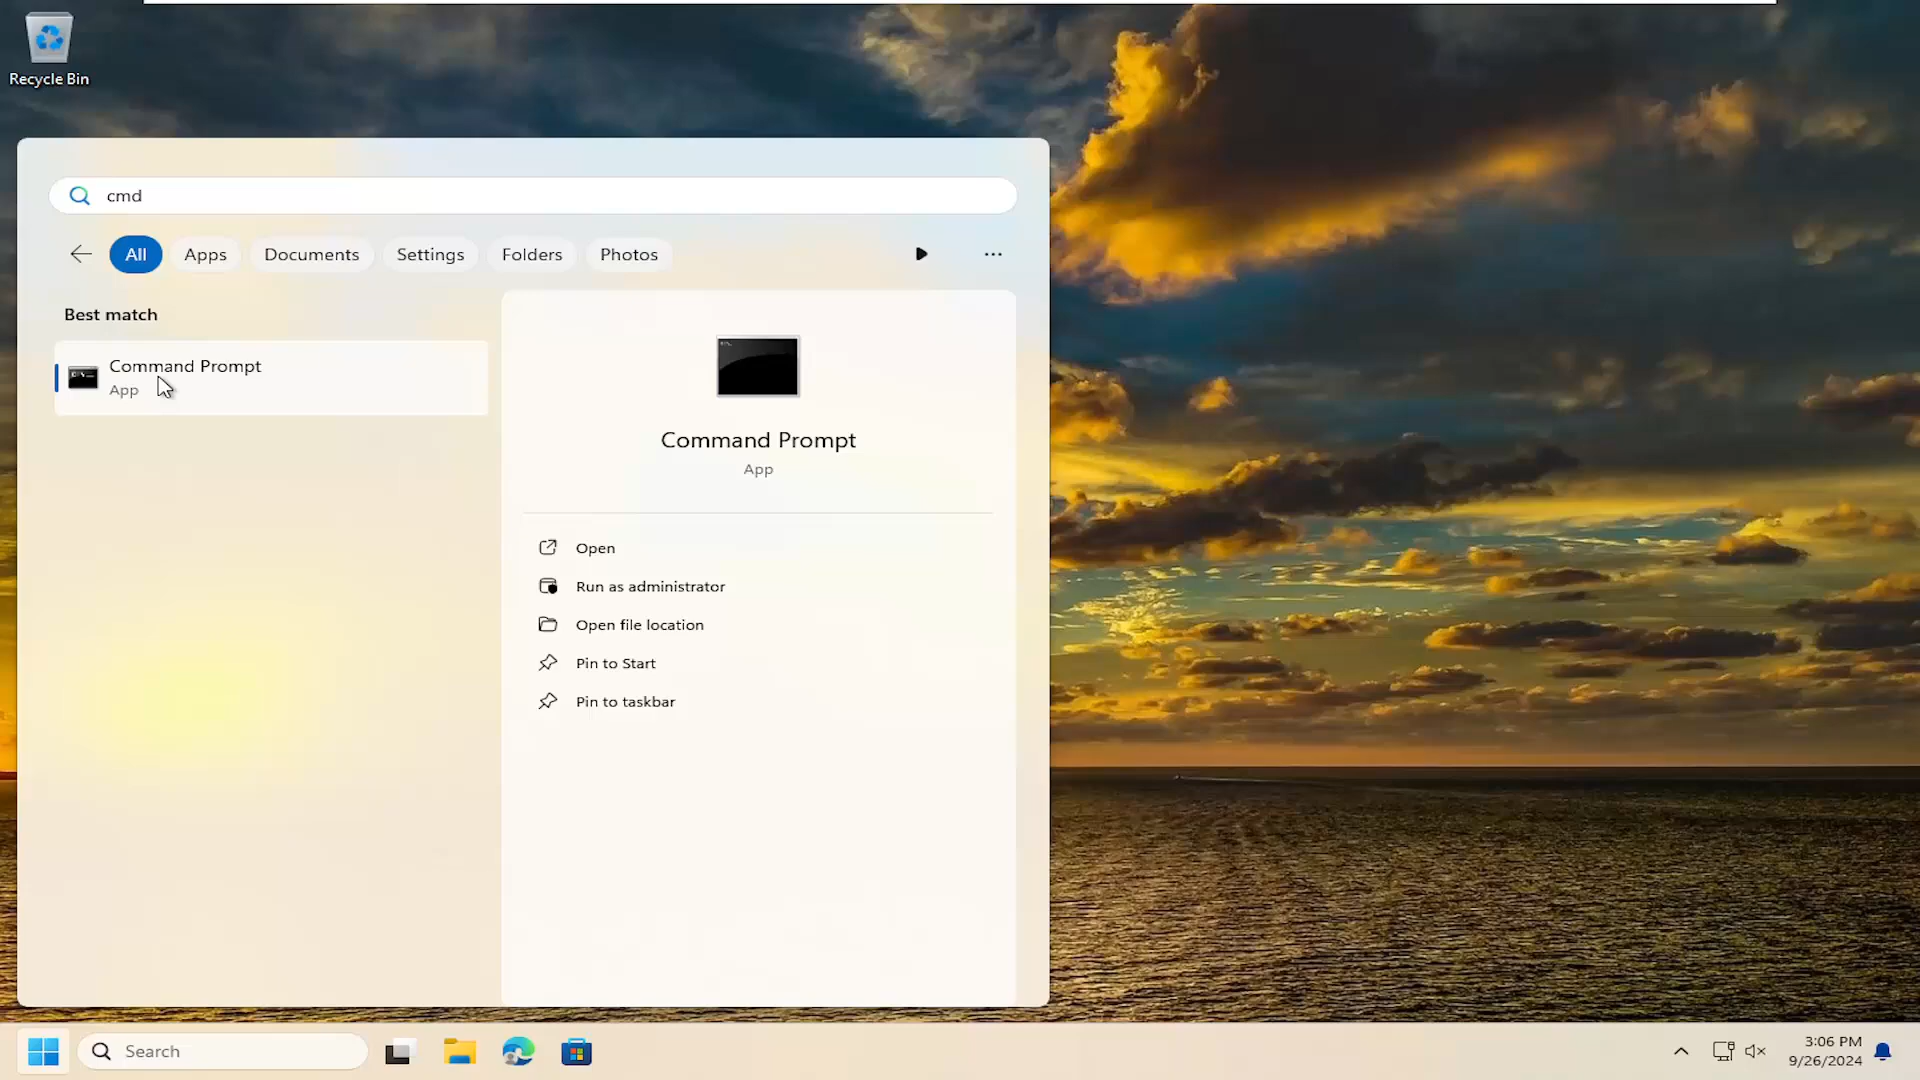 Recycle Bin
cmd
All Apps Documents Settings Folders Photos
Best match
Command Prompt
App
Command Prompt
App
Open
Run as administrator
Open file location
Pin to Start
Pin to taskbar
Search
3:06 PM
9/26/2024